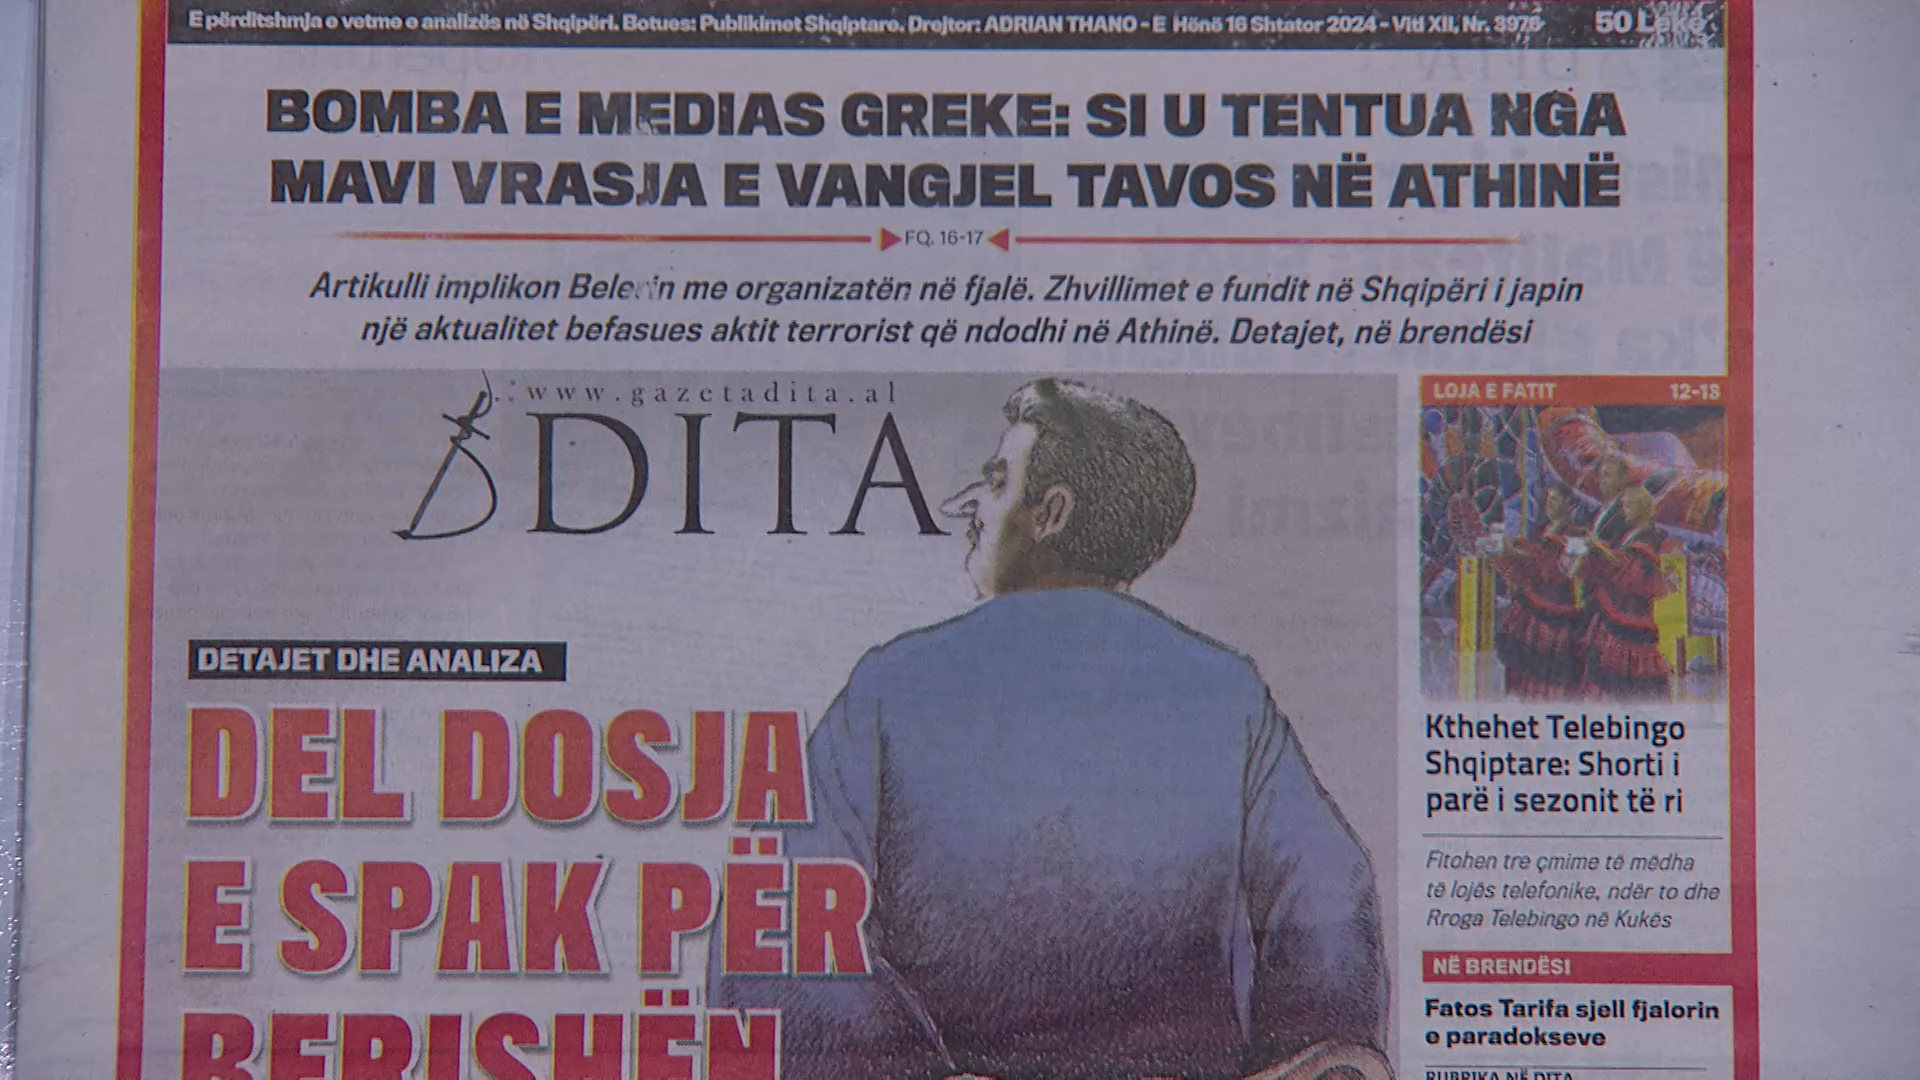 E përditshmja e vetme e analizës në Shqipëri. Botues: Publikimet Shqiptare. Drejtor: ADRIAN THANO - E Hënë 16 Shtator 2024 - Viti XII, Nr. 3976 50 Lekë
BOMBA E MEDIAS GREKE: SI U TENTUA NGA
MAVI VRASJA E VANGJEL TAVOS NË ATHINË
FQ. 16-17
Artikulli implikon Belerin me organizatën në fjalë. Zhvillimet e fundit në Shqipëri i japin
një aktualitet befasues aktit terrorist që ndodhi në Athinë. Detajet, në brendësi
www.gazetadita.al
DITA
DETAJET DHE ANALIZA
DEL DOSJA
E SPAK PËR
BERISHËN
LOJA E FATIT 12-13
Kthehet Telebingo
Shqiptare: Shorti i
parë i sezonit të ri
Fitohen tre çmime të mëdha
të lojës telefonike, ndër to dhe
Rroga Telebingo në Kukës
NË BRENDËSI
Fatos Tarifa sjell fjalorin
e paradokseve
RUBRIKA NË DITA